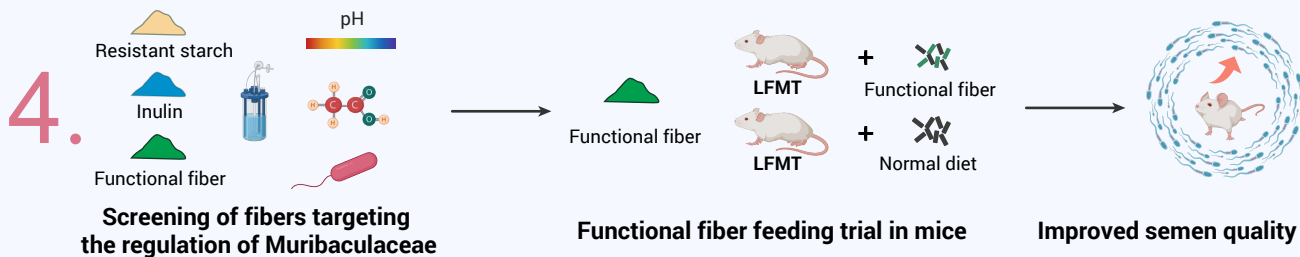 4.
Resistant starch
Inulin
Functional fiber
pH
H
H
C
C
O
O
H
H
Screening of fibers targeting
the regulation of Muribaculaceae
Functional fiber
LFMT
+
Functional fiber
LFMT
+
Normal diet
Functional fiber feeding trial in mice
Improved semen quality